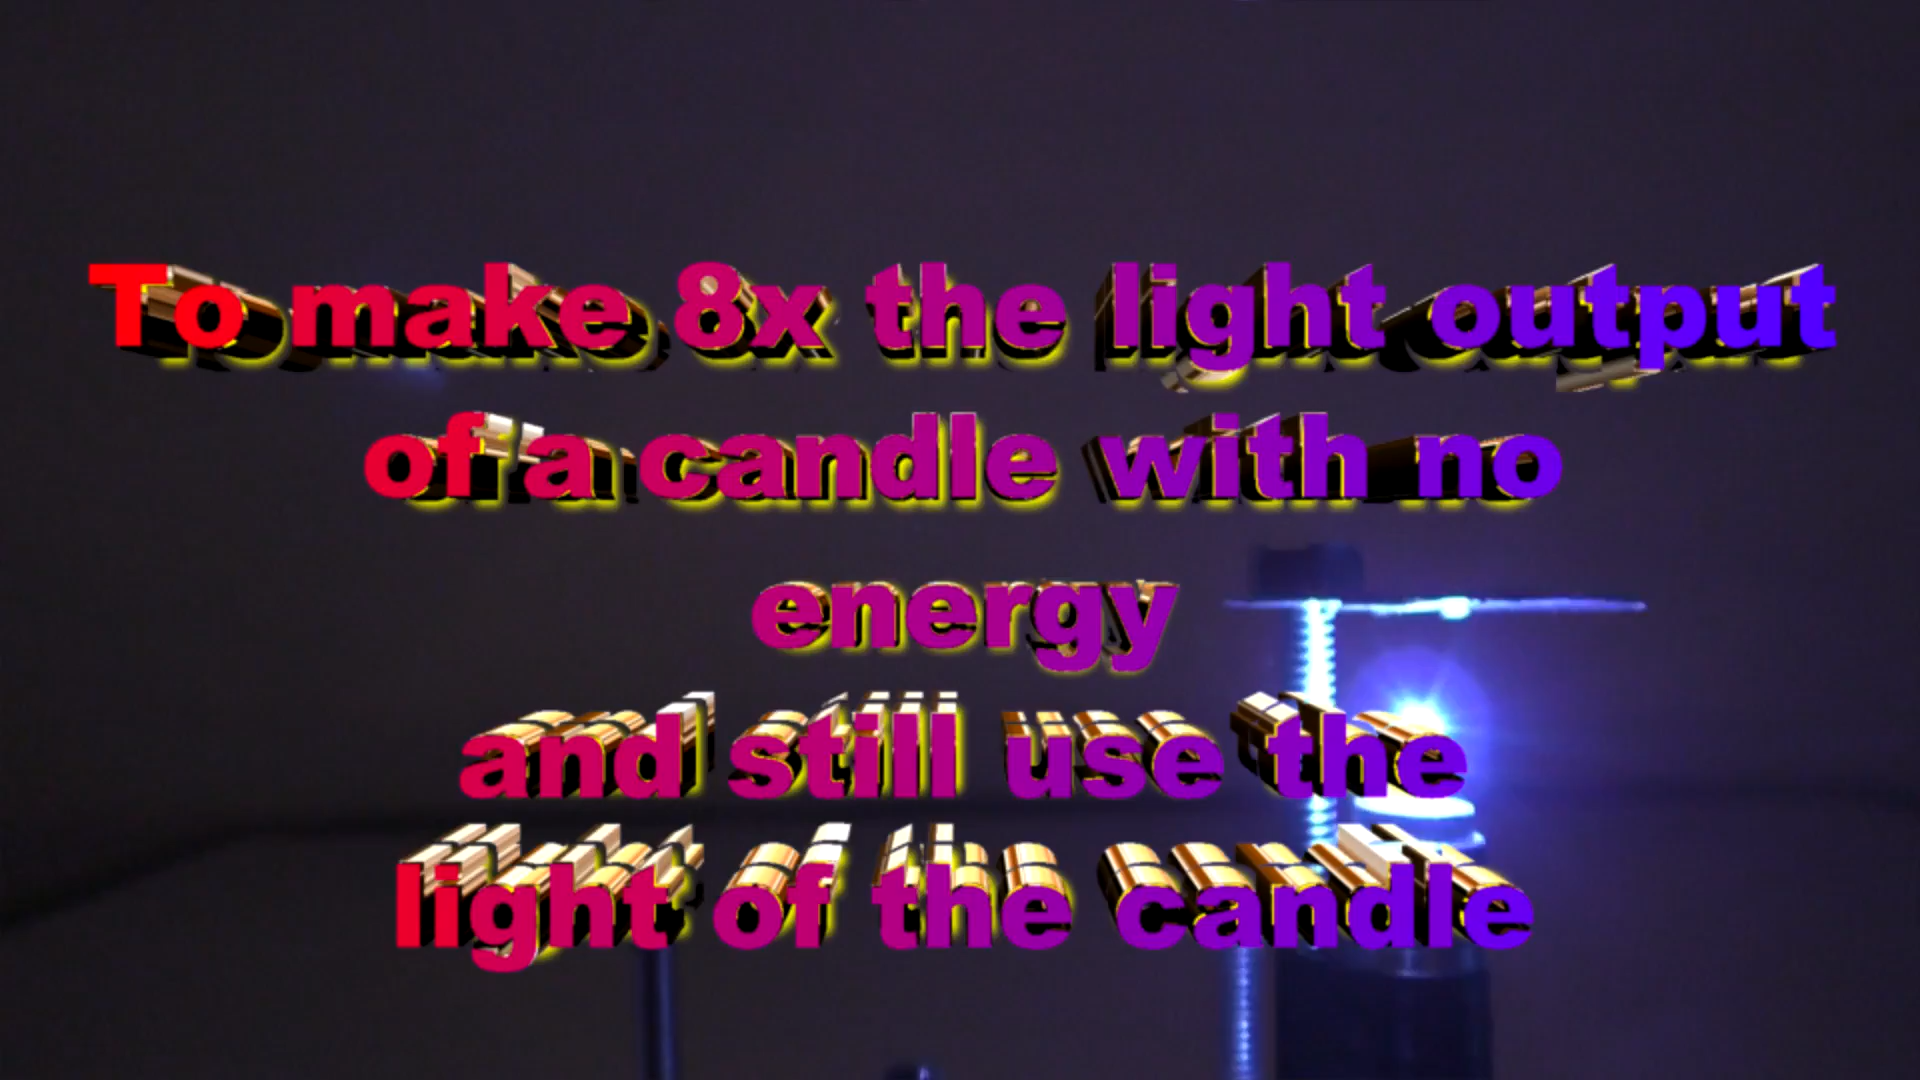 To make 8x the light output
of a candle with no
energy
and still use the
light of the candle